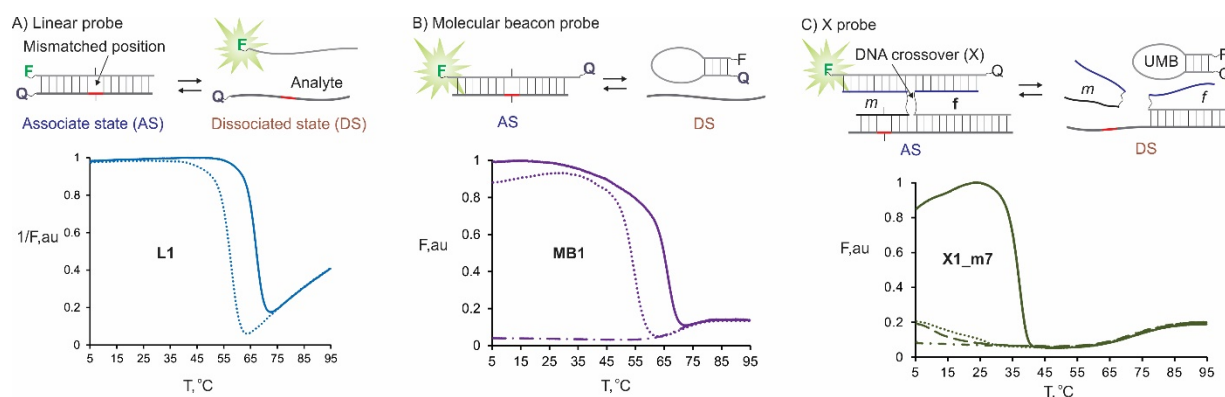 A) Linear probe
Mismatched position
F
F
Q
Q
Analyte
Associate state (AS)
Dissociated state (DS)
1/F,au
1
0.8
0.6
0.4
0.2
0
L1
5 15 25 35 45 55 65 75 85 95
T, °C
B) Molecular beacon probe
F
Q
F
Q
AS
DS
F,au
1
0.8
0.6
0.4
0.2
0
MB1
5 15 25 35 45 55 65 75 85 95
T, °C
C) X probe
DNA crossover (X)
F
Q
m
f
AS
UMB
F
m
f
DS
F,au
1
0.8
0.6
0.4
0.2
0
X1_m7
5 15 25 35 45 55 65 75 85 95
T, °C